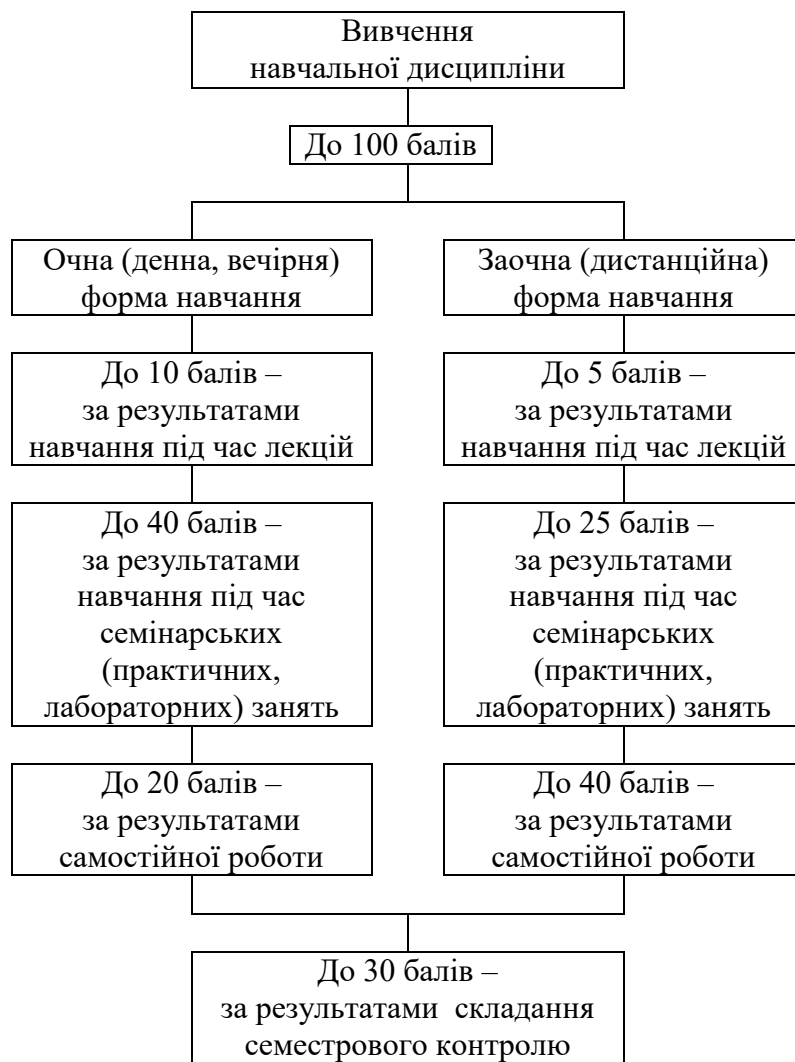 Вивчення
навчальної дисципліни
До 100 балів
Очна (денна, вечірня)
форма навчання
Заочна (дистанційна)
форма навчання
До 10 балів –
за результатами
навчання під час лекцій
До 5 балів –
за результатами
навчання під час лекцій
До 40 балів –
за результатами
навчання під час
семінарських
(практичних,
лабораторних) занять
До 25 балів –
за результатами
навчання під час
семінарських
(практичних,
лабораторних) занять
До 20 балів –
за результатами
самостійної роботи
До 40 балів –
за результатами
самостійної роботи
До 30 балів –
за результатами складання
семестрового контролю